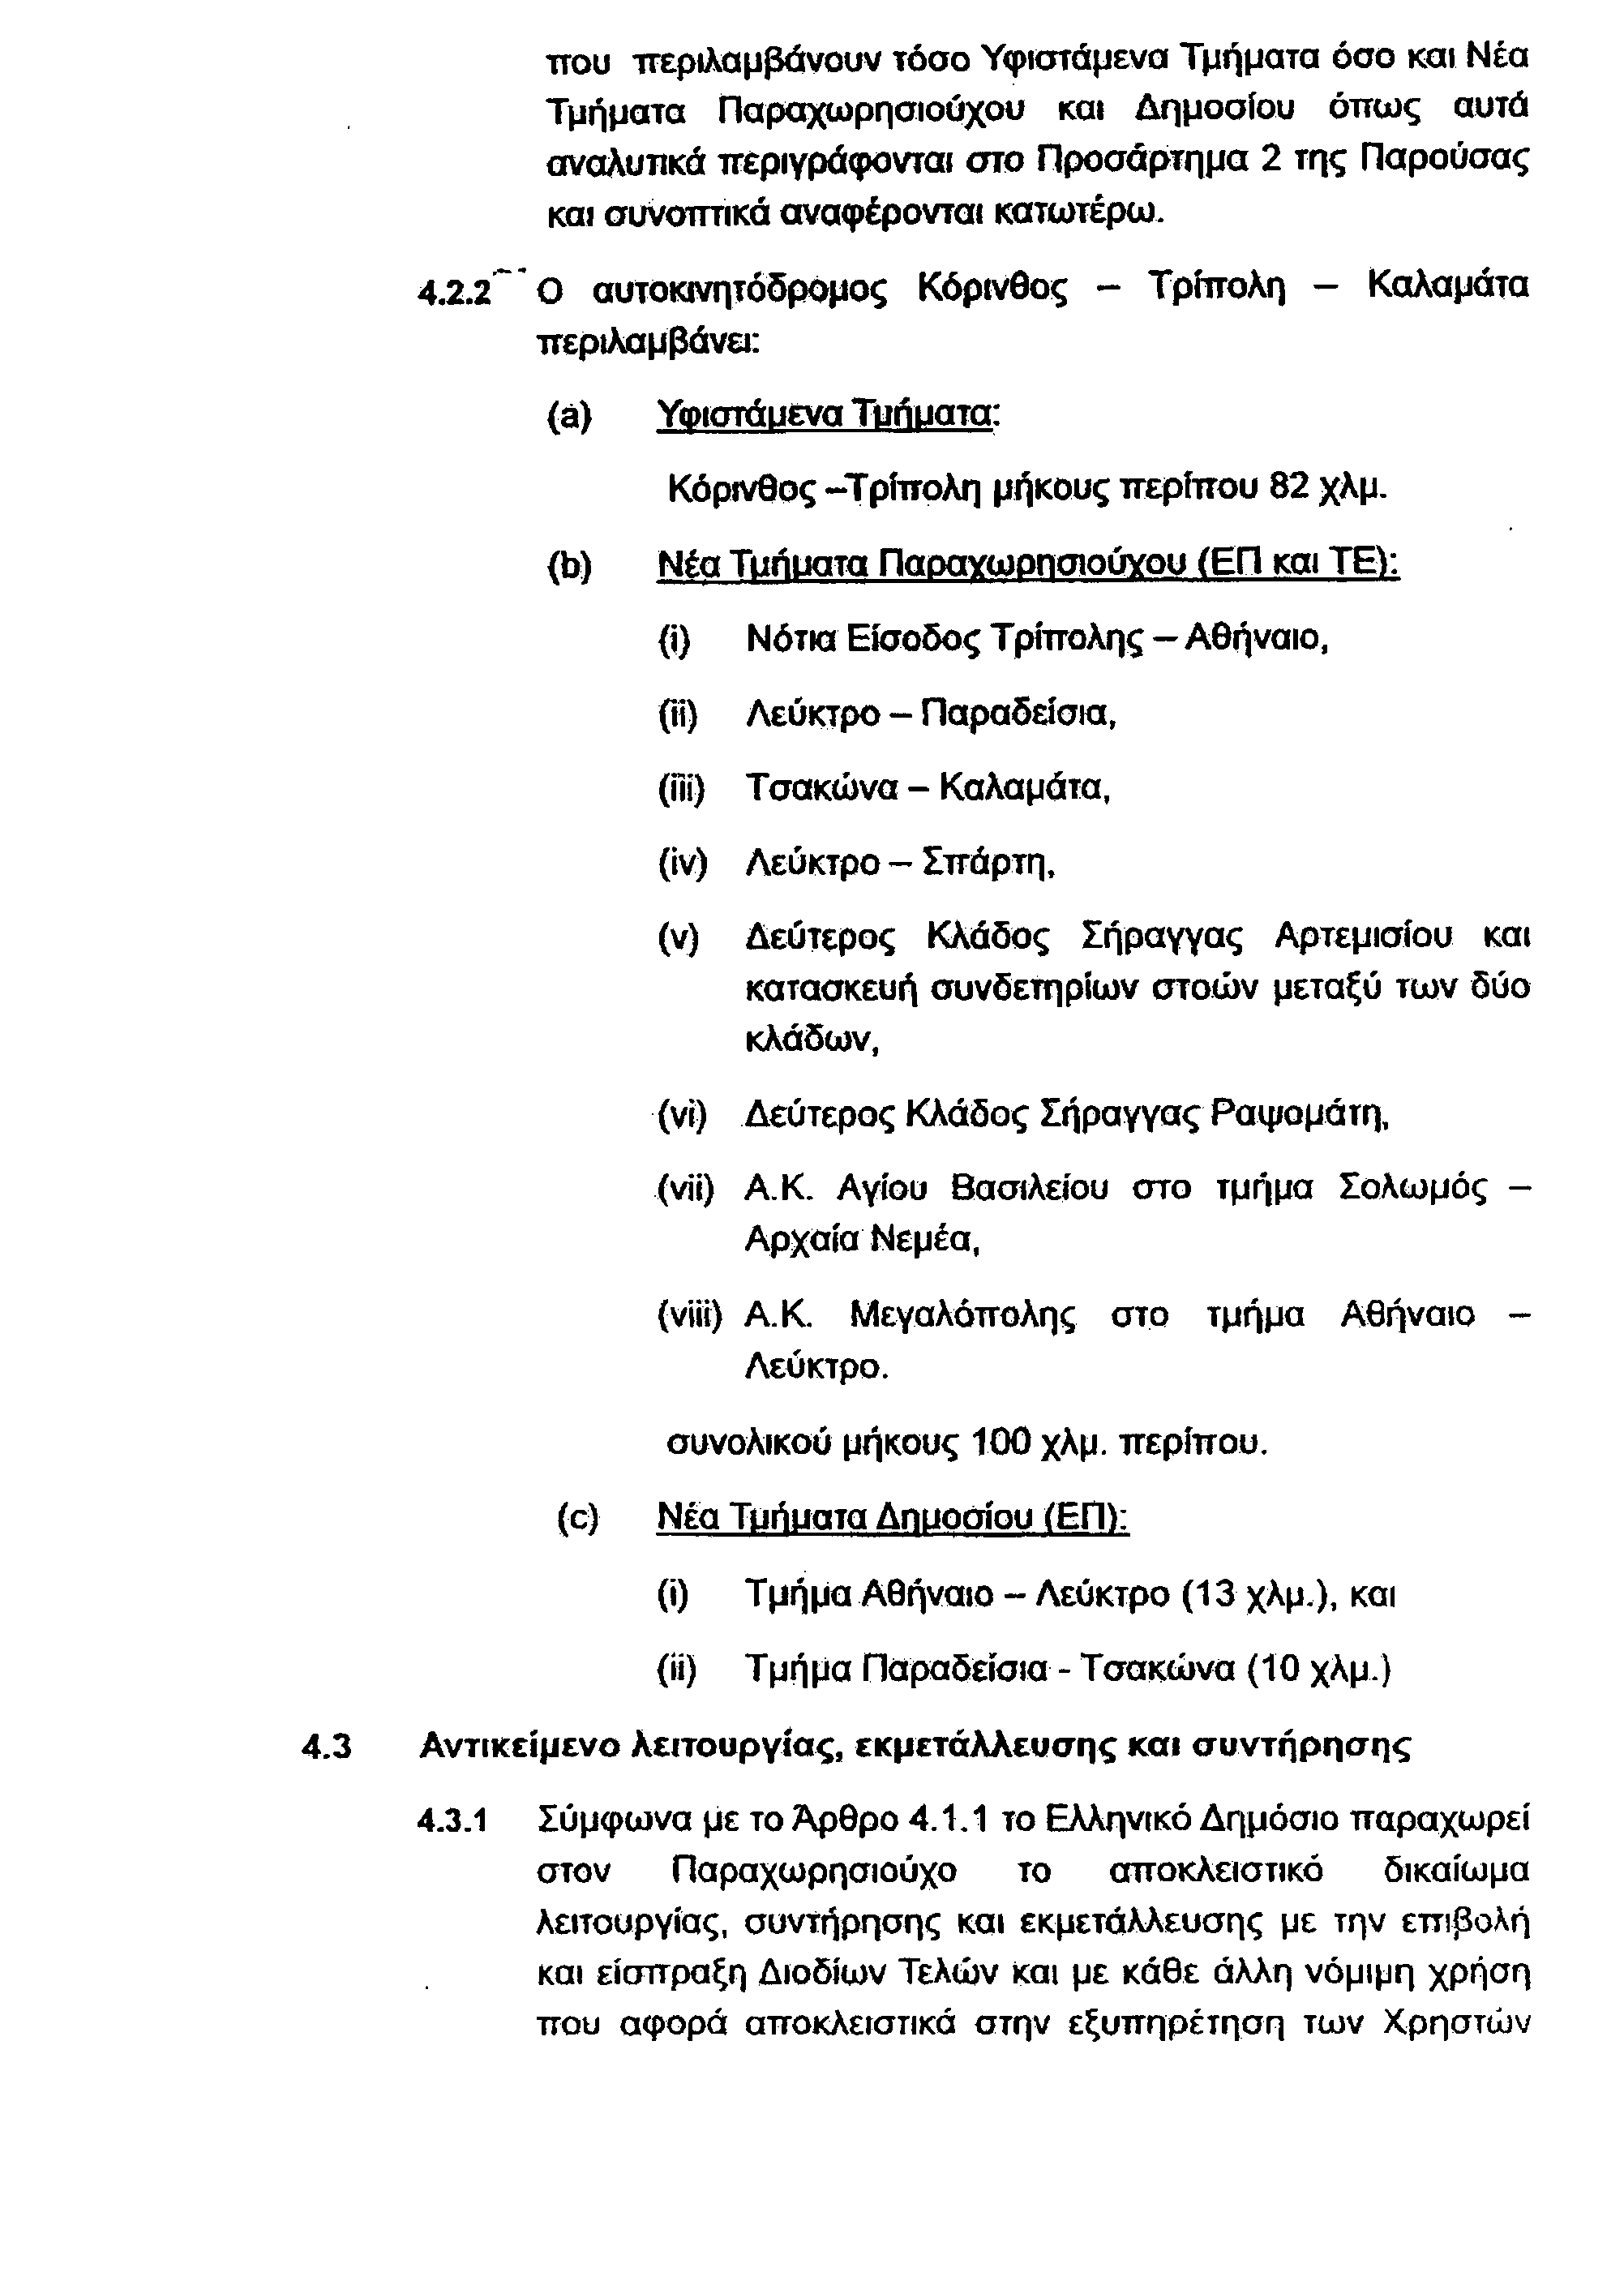 που περιλαμβάνουν τόσο Υφιστάμενα Τμήματα όσο και Νέα
Τμήματα Παραχωρησιούχου και Δημοσίου όπως αυτά
αναλυτικά περιγράφονται στο Προσάρτημα 2 της Παρούσας
και συνοπτικά αναφέρονται κατωτέρω.
4.2.2 Ο αυτοκινητόδρομος Κόρινθος – Τρίπολη – Καλαμάτα
περιλαμβάνει:
(a) Υφιστάμενα Τμήματα:
Κόρινθος –Τρίπολη μήκους περίπου 82 χλμ.
(b) Νέα Τμήματα Παραχωρησιούχου (ΕΠ και ΤΕ):
(i) Νότια Είσοδος Τρίπολης – Αθήναιο,
(ii) Λεύκτρο – Παραδείσια,
(iii) Τσακώνα – Καλαμάτα,
(iv) Λεύκτρο – Σπάρτη,
(v) Δεύτερος Κλάδος Σήραγγας Αρτεμισίου και
κατασκευή συνδετηρίων στοών μεταξύ των δύο
κλάδων,
(vi) Δεύτερος Κλάδος Σήραγγας Ραψομάτη,
(vii) Α.Κ. Αγίου Βασιλείου στο τμήμα Σολωμός –
Αρχαία Νεμέα,
(viii) Α.Κ. Μεγαλόπολης στο τμήμα Αθήναιο –
Λεύκτρο.
συνολικού μήκους 100 χλμ. περίπου.
(c) Νέα Τμήματα Δημοσίου (ΕΠ):
(i) Τμήμα Αθήναιο – Λεύκτρο (13 χλμ.), και
(ii) Τμήμα Παραδείσια - Τσακώνα (10 χλμ.)
4.3 Αντικείμενο λειτουργίας, εκμετάλλευσης και συντήρησης
4.3.1 Σύμφωνα με το Άρθρο 4.1.1 το Ελληνικό Δημόσιο παραχωρεί
στον Παραχωρησιούχο το αποκλειστικό δικαίωμα
λειτουργίας, συντήρησης και εκμετάλλευσης με την επιβολή
και είσπραξη Διοδίων Τελών και με κάθε άλλη νόμιμη χρήση
που αφορά αποκλειστικά στην εξυπηρέτηση των Χρηστών